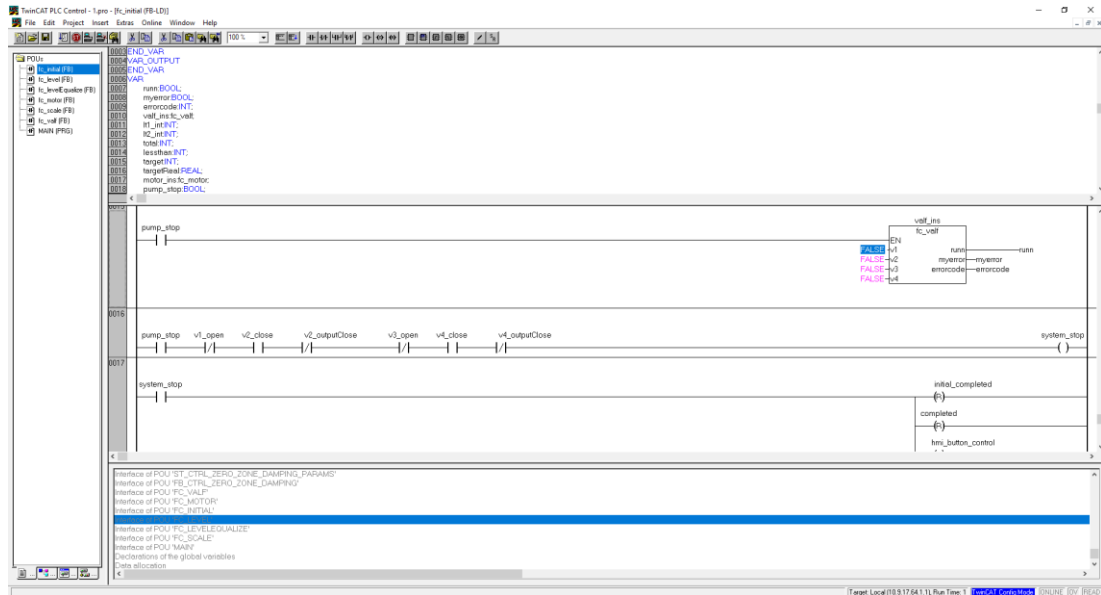 TwinCAT PLC Control - 1.pro - [fc_initial (FB-LD)]
File Edit Project Insert Extras Online Window Help
100 %
POUs
fc_initial (FB)
fc_level (FB)
fc_levelEqualize (FB)
fc_motor (FB)
fc_scale (FB)
fc_valf (FB)
MAIN (PRG)
0003 END_VAR
0004 VAR_OUTPUT
0005 END_VAR
0006 VAR
0007 runn:BOOL;
0008 myerror:BOOL;
0009 errorcode:INT;
0010 valf_ins:fc_valf;
0011 lt1_int:INT;
0012 lt2_int:INT;
0013 total:INT;
0014 lessthan:INT;
0015 target:INT;
0016 targetReal:REAL;
0017 motor_ins:fc_motor;
0018 pump_stop:BOOL;
0015
pump_stop
valf_ins
fc_valf
EN
FALSE v1 runn runn
FALSE v2 myerror myerror
FALSE v3 errorcode errorcode
FALSE v4
0016
pump_stop v1_open v2_close v2_outputClose v3_open v4_close v4_outputClose system_stop
0017
system_stop initial_completed
R
completed
R
hmi_button_control
Interface of POU 'ST_CTRL_ZERO_ZONE_DAMPING_PARAMS'
Interface of POU 'FB_CTRL_ZERO_ZONE_DAMPING'
Interface of POU 'FC_VALF'
Interface of POU 'FC_MOTOR'
Interface of POU 'FC_INITIAL'
Interface of POU 'FC_LEVEL'
Interface of POU 'FC_LEVELEQUALIZE'
Interface of POU 'FC_SCALE'
Interface of POU 'MAIN'
Declarations of the global variables
Data allocation
Target: Local (10.9.17.64.1.1), Run Time: 1 TwinCAT Config Mode ONLINE OV READ